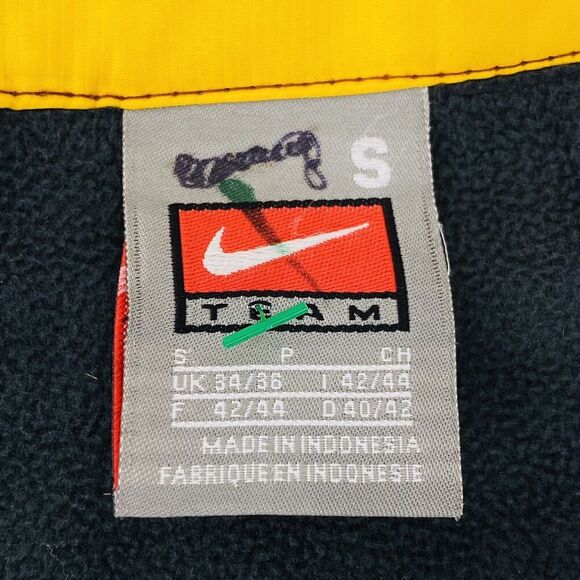 S
TEAM
S P CH
UK 34/36 I 42/44
F 42/44 D 40/42
MADE IN INDONESIA
FABRIQUE EN INDONESIE